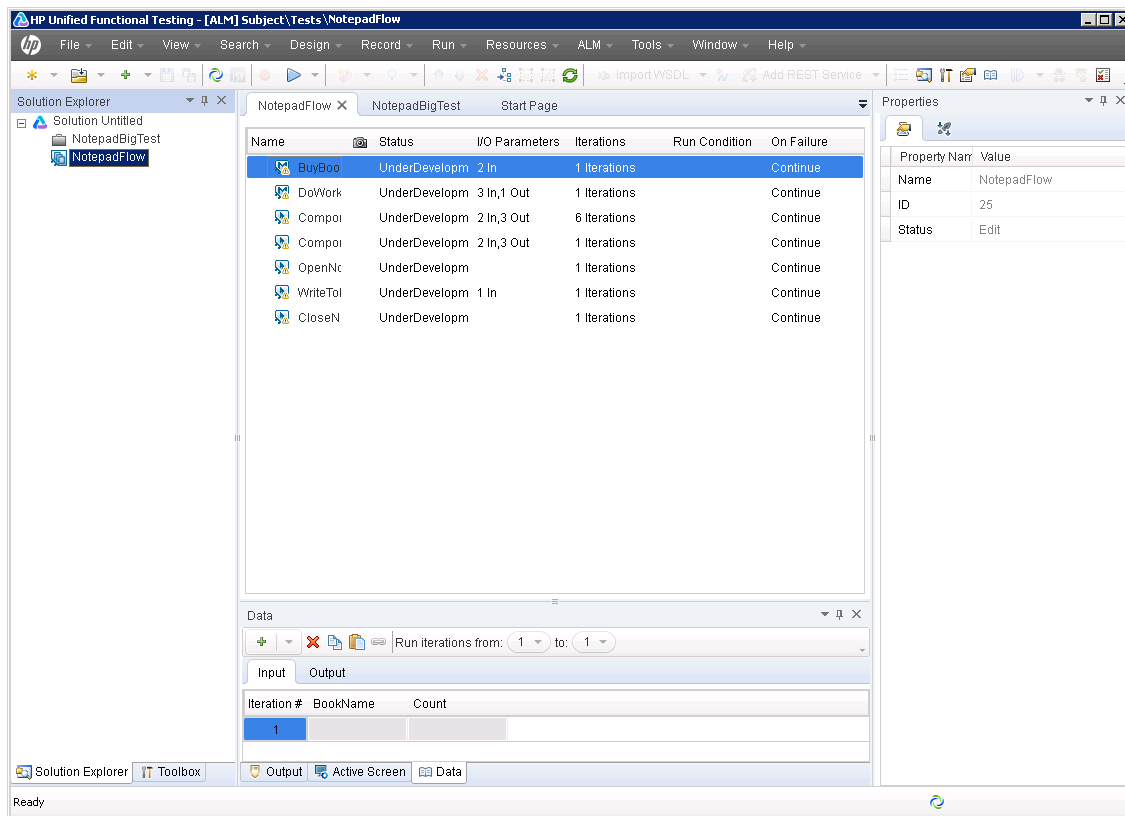 HP Unified Functional Testing - [ALM] Subject\Tests\NotepadFlow
hp File Edit View Search Design Record Run Resources ALM Tools Window Help
Import WSDL Add REST Service
Solution Explorer
Solution Untitled
NotepadBigTest
NotepadFlow
NotepadFlow NotepadBigTest Start Page
Name Status I/O Parameters Iterations Run Condition On Failure
BuyBoo UnderDevelopm 2 In 1 Iterations Continue
DoWork UnderDevelopm 3 In,1 Out 1 Iterations Continue
Compor UnderDevelopm 2 In,3 Out 6 Iterations Continue
Compor UnderDevelopm 2 In,3 Out 1 Iterations Continue
OpenNc UnderDevelopm 1 Iterations Continue
WriteTol UnderDevelopm 1 In 1 Iterations Continue
CloseN UnderDevelopm 1 Iterations Continue
Properties
Property Nam Value
Name NotepadFlow
ID 25
Status Edit
Data
Run iterations from: 1 to: 1
Input Output
Iteration # BookName Count
1
Solution Explorer Toolbox
Output Active Screen Data
Ready